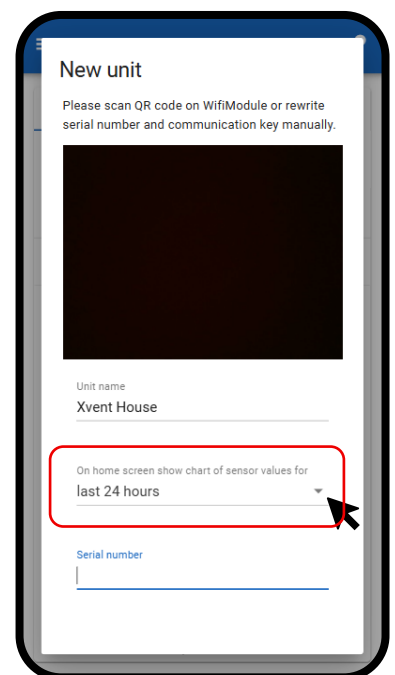 New unit
Please scan QR code on WifiModule or rewrite
serial number and communication key manually.
Unit name
Xvent House
On home screen show chart of sensor values for
last 24 hours
Serial number